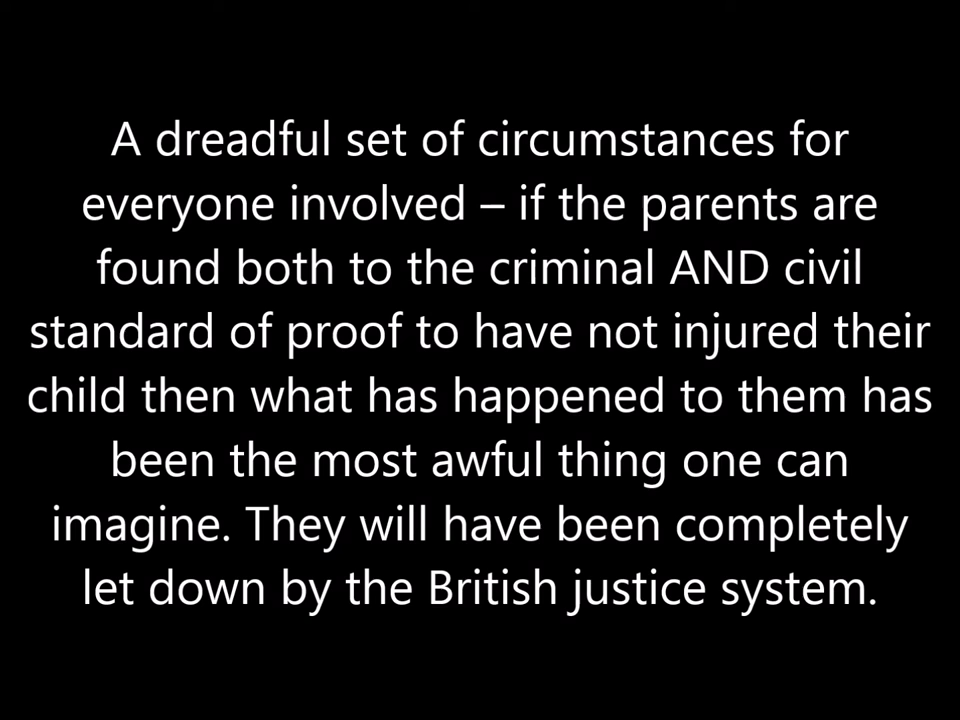 A dreadful set of circumstances for
everyone involved – if the parents are
found both to the criminal AND civil
standard of proof to have not injured their
child then what has happened to them has
been the most awful thing one can
imagine. They will have been completely
let down by the British justice system.